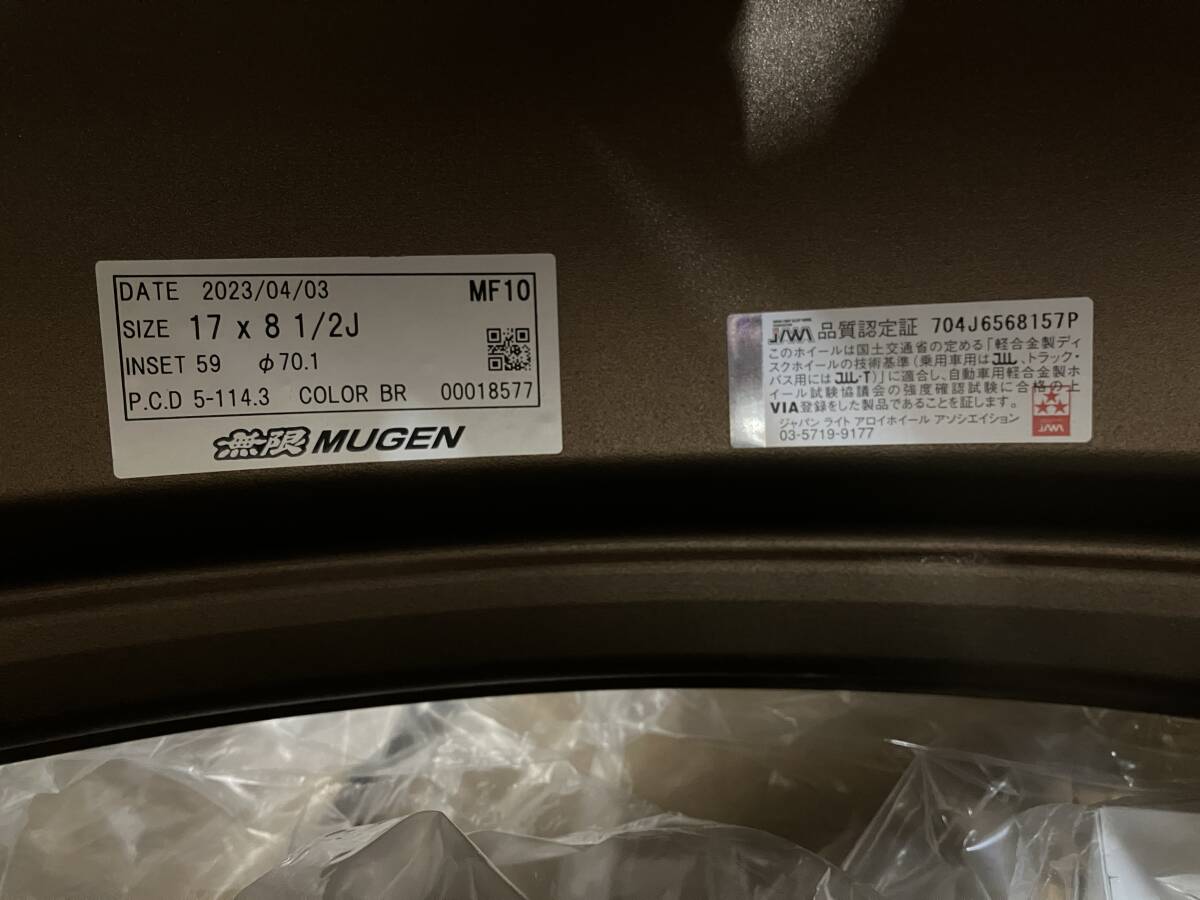 DATE 2023/04/03 MF10
SIZE 17 x 8 1/2J
INSET 59 φ70.1
P.C.D 5-114.3 COLOR BR 00018577
無限 MUGEN
JAWA 品質認定証 704J6568157P
このホイールは国土交通省の定める「軽合金製ディ
スクホイールの技術基準(乗用車用はJWL、トラック・
バス用にはJWL-T)」に適合し、自動車用軽合金製ホ
イール試験協議会の強度確認試験に合格の上
VIA登録をした製品であることを証します。
ジャパン ライト アロイホイール アソシエイション
03-5719-9177
JAWA